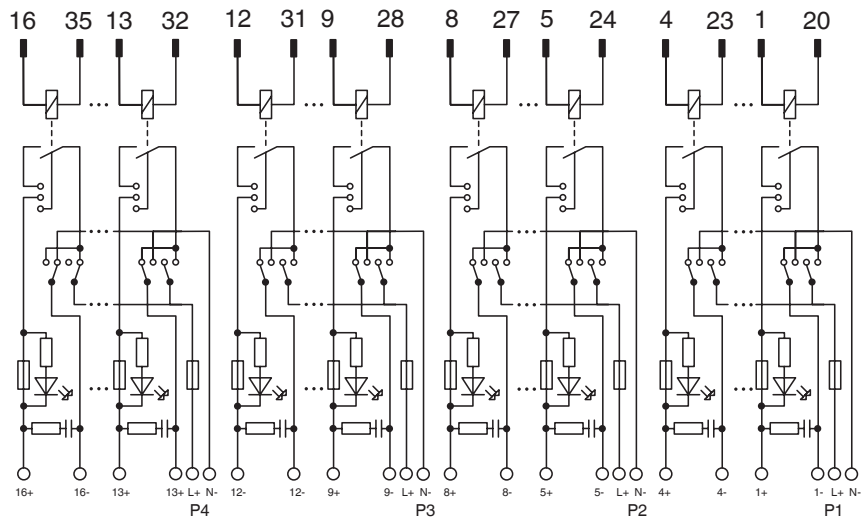 16 35 13 32 12 31 9 28 8 27 5 24 4 23 1 20
16+ 16- 13+ 13+ L+ N- 12- 12- 9+ 9- L+ N- 8+ 8- 5+ 5- L+ N- 4+ 4- 1+ 1- L+ N-
P4 P3 P2 P1